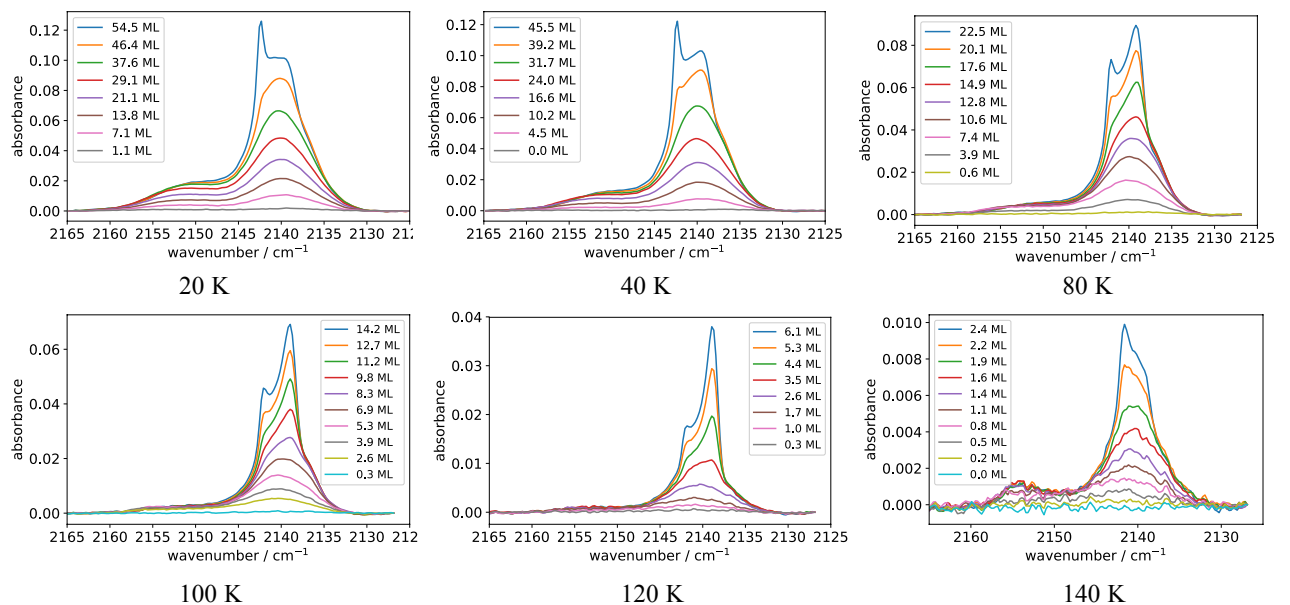 absorbance
0.12
0.10
0.08
0.06
0.04
0.02
0.00
54.5 ML
46.4 ML
37.6 ML
29.1 ML
21.1 ML
13.8 ML
7.1 ML
1.1 ML
2165 2160 2155 2150 2145 2140 2135 2130 212
wavenumber / cm⁻¹
20 K
absorbance
0.12
0.10
0.08
0.06
0.04
0.02
0.00
45.5 ML
39.2 ML
31.7 ML
24.0 ML
16.6 ML
10.2 ML
4.5 ML
0.0 ML
2165 2160 2155 2150 2145 2140 2135 2130 2125
wavenumber / cm⁻¹
40 K
absorbance
0.08
0.06
0.04
0.02
0.00
22.5 ML
20.1 ML
17.6 ML
14.9 ML
12.8 ML
10.6 ML
7.4 ML
3.9 ML
0.6 ML
2165 2160 2155 2150 2145 2140 2135 2130 2125
wavenumber / cm⁻¹
80 K
absorbance
0.06
0.04
0.02
0.00
14.2 ML
12.7 ML
11.2 ML
9.8 ML
8.3 ML
6.9 ML
5.3 ML
3.9 ML
2.6 ML
0.3 ML
2165 2160 2155 2150 2145 2140 2135 2130 2125
wavenumber / cm⁻¹
100 K
absorbance
0.04
0.03
0.02
0.01
0.00
6.1 ML
5.3 ML
4.4 ML
3.5 ML
2.6 ML
1.7 ML
1.0 ML
0.3 ML
2165 2160 2155 2150 2145 2140 2135 2130 2125
wavenumber / cm⁻¹
120 K
absorbance
0.010
0.008
0.006
0.004
0.002
0.000
2.4 ML
2.2 ML
1.9 ML
1.6 ML
1.4 ML
1.1 ML
0.8 ML
0.5 ML
0.2 ML
0.0 ML
2160 2150 2140 2130
wavenumber / cm⁻¹
140 K